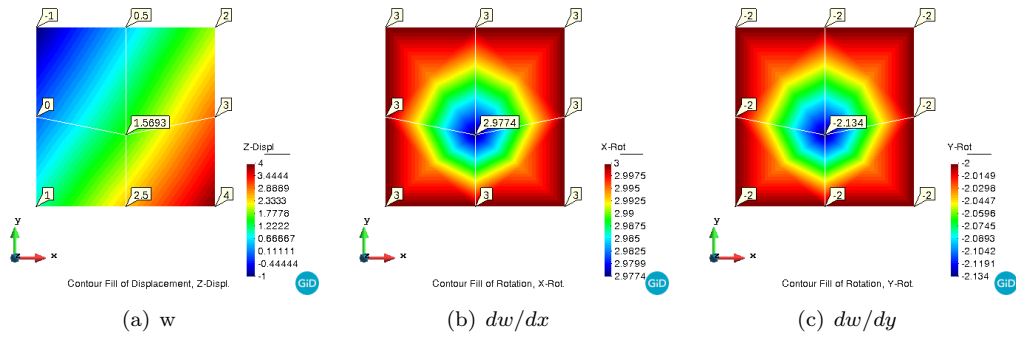 -1 0.5 2
0 1.5693 3
1 2.5 4
Z-Displ
4
3.4444
2.8889
2.3333
1.7778
1.2222
0.66667
0.11111
-0.44444
-1
y
x
Contour Fill of Displacement, Z-Displ.
GiD
(a) w
3 3 3
3 2.9774 3
3 3 3
X-Rot
3
2.9975
2.995
2.9925
2.99
2.9875
2.985
2.9825
2.9799
2.9774
y
x
Contour Fill of Rotation, X-Rot.
GiD
(b) dw/dx
-2 -2 -2
-2 -2.134 -2
-2 -2 -2
Y-Rot
-2
-2.0149
-2.0298
-2.0447
-2.0596
-2.0745
-2.0893
-2.1042
-2.1191
-2.134
y
x
Contour Fill of Rotation, Y-Rot.
GiD
(c) dw/dy